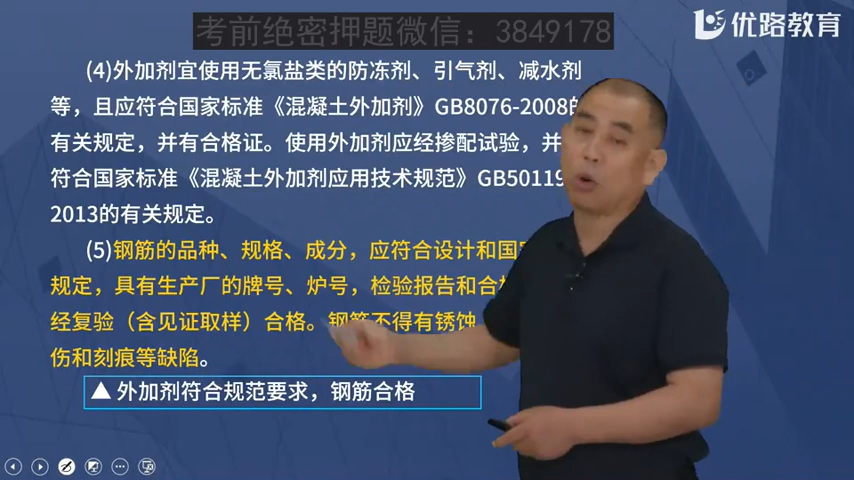 考前绝密押题微信：3849178
优路教育
(4)外加剂宜使用无氯盐类的防冻剂、引气剂、减水剂
等，且应符合国家标准《混凝土外加剂》GB8076-2008的
有关规定，并有合格证。使用外加剂应经掺配试验，并
符合国家标准《混凝土外加剂应用技术规范》GB50119
2013的有关规定。
(5)钢筋的品种、规格、成分，应符合设计和国
规定，具有生产厂的牌号、炉号，检验报告和合
经复验（含见证取样）合格。钢筋不得有锈蚀
伤和刻痕等缺陷。
▲ 外加剂符合规范要求，钢筋合格